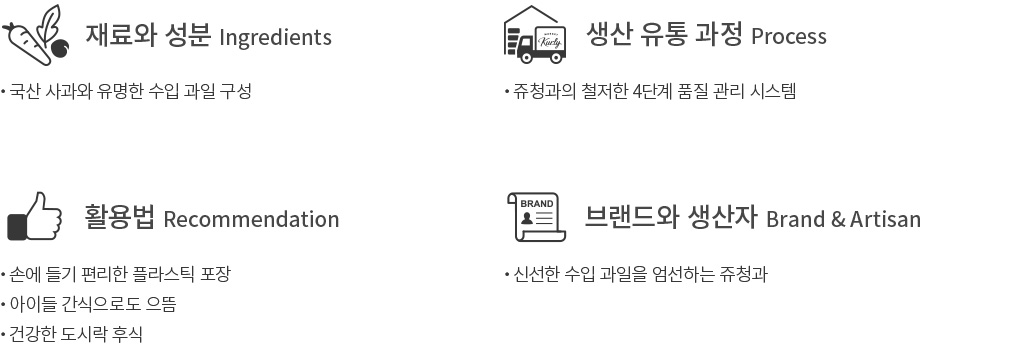 재료와 성분 Ingredients
• 국산 사과와 유명한 수입 과일 구성
생산 유통 과정 Process
Kurly
• 쥬청과의 철저한 4단계 품질 관리 시스템
활용법 Recommendation
• 손에 들기 편리한 플라스틱 포장
• 아이들 간식으로도 으뜸
• 건강한 도시락 후식
BRAND
브랜드와 생산자 Brand & Artisan
• 신선한 수입 과일을 엄선하는 쥬청과